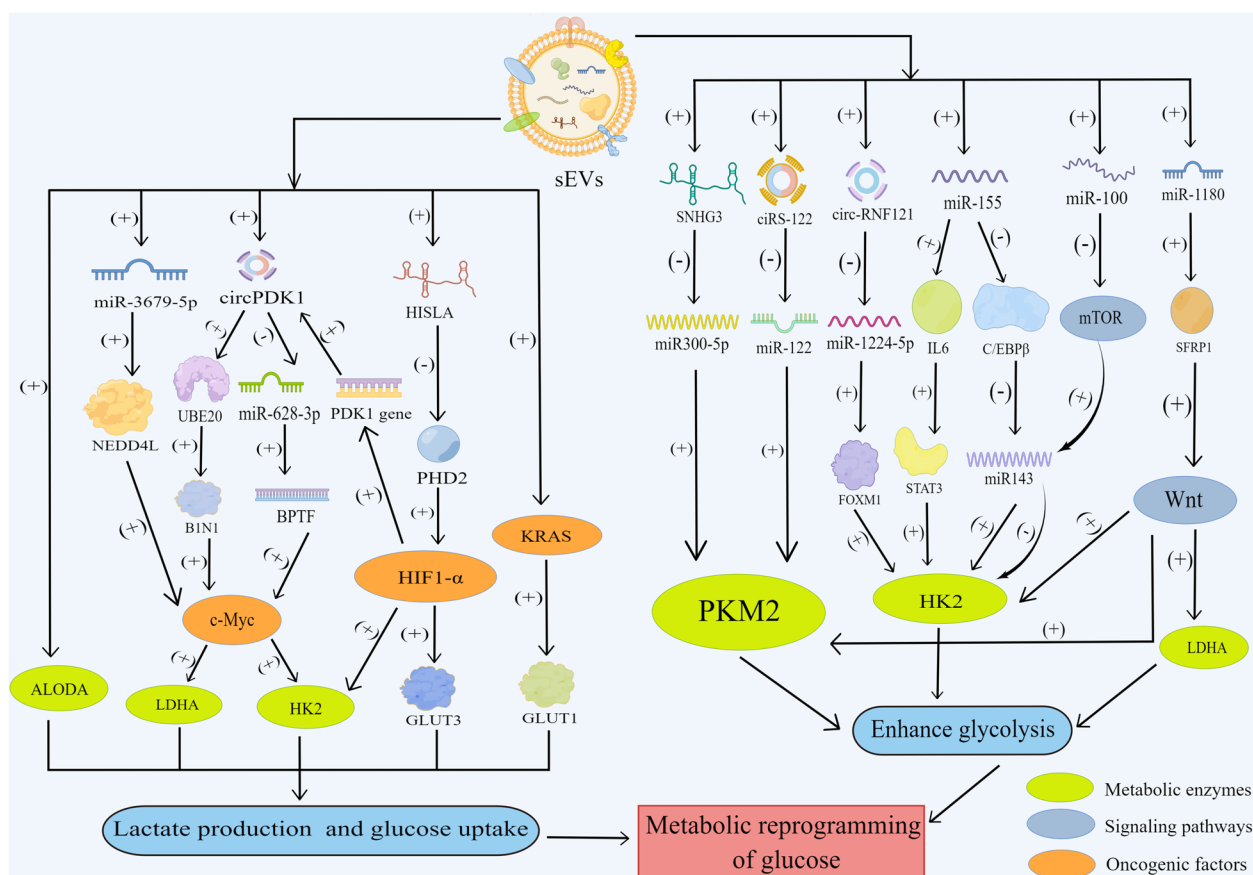 sEVs
(+)
(+)
(+)
(+)
(+)
(+)
(+)
(+)
(+)
(+)
(+)
miR-3679-5p
circPDK1
HISLA
SNHG3
ciRS-122
circ-RNF121
miR-155
miR-100
miR-1180
(+)
(+)
(-)
(+)
(-)
(-)
(-)
(-)
(+)
(-)
(-)
(+)
NEDD4L
UBE20
miR-628-3p
PDK1 gene
PHD2
miR300-5p
miR-122
miR-1224-5p
IL6
C/EBPβ
mTOR
SFRP1
(+)
(+)
(+)
(+)
(+)
(+)
(+)
(+)
(+)
(-)
(+)
(+)
B1N1
BPTF
KRAS
FOXM1
STAT3
miR143
Wnt
(+)
(+)
(+)
(+)
(+)
(+)
(-)
(+)
(+)
HIF1-α
c-Myc
PKM2
HK2
LDHA
(+)
(+)
(+)
(+)
(+)
(+)
ALODA
LDHA
HK2
GLUT3
GLUT1
Enhance glycolysis
Lactate production and glucose uptake
Metabolic reprogramming
of glucose
Metabolic enzymes
Signaling pathways
Oncogenic factors